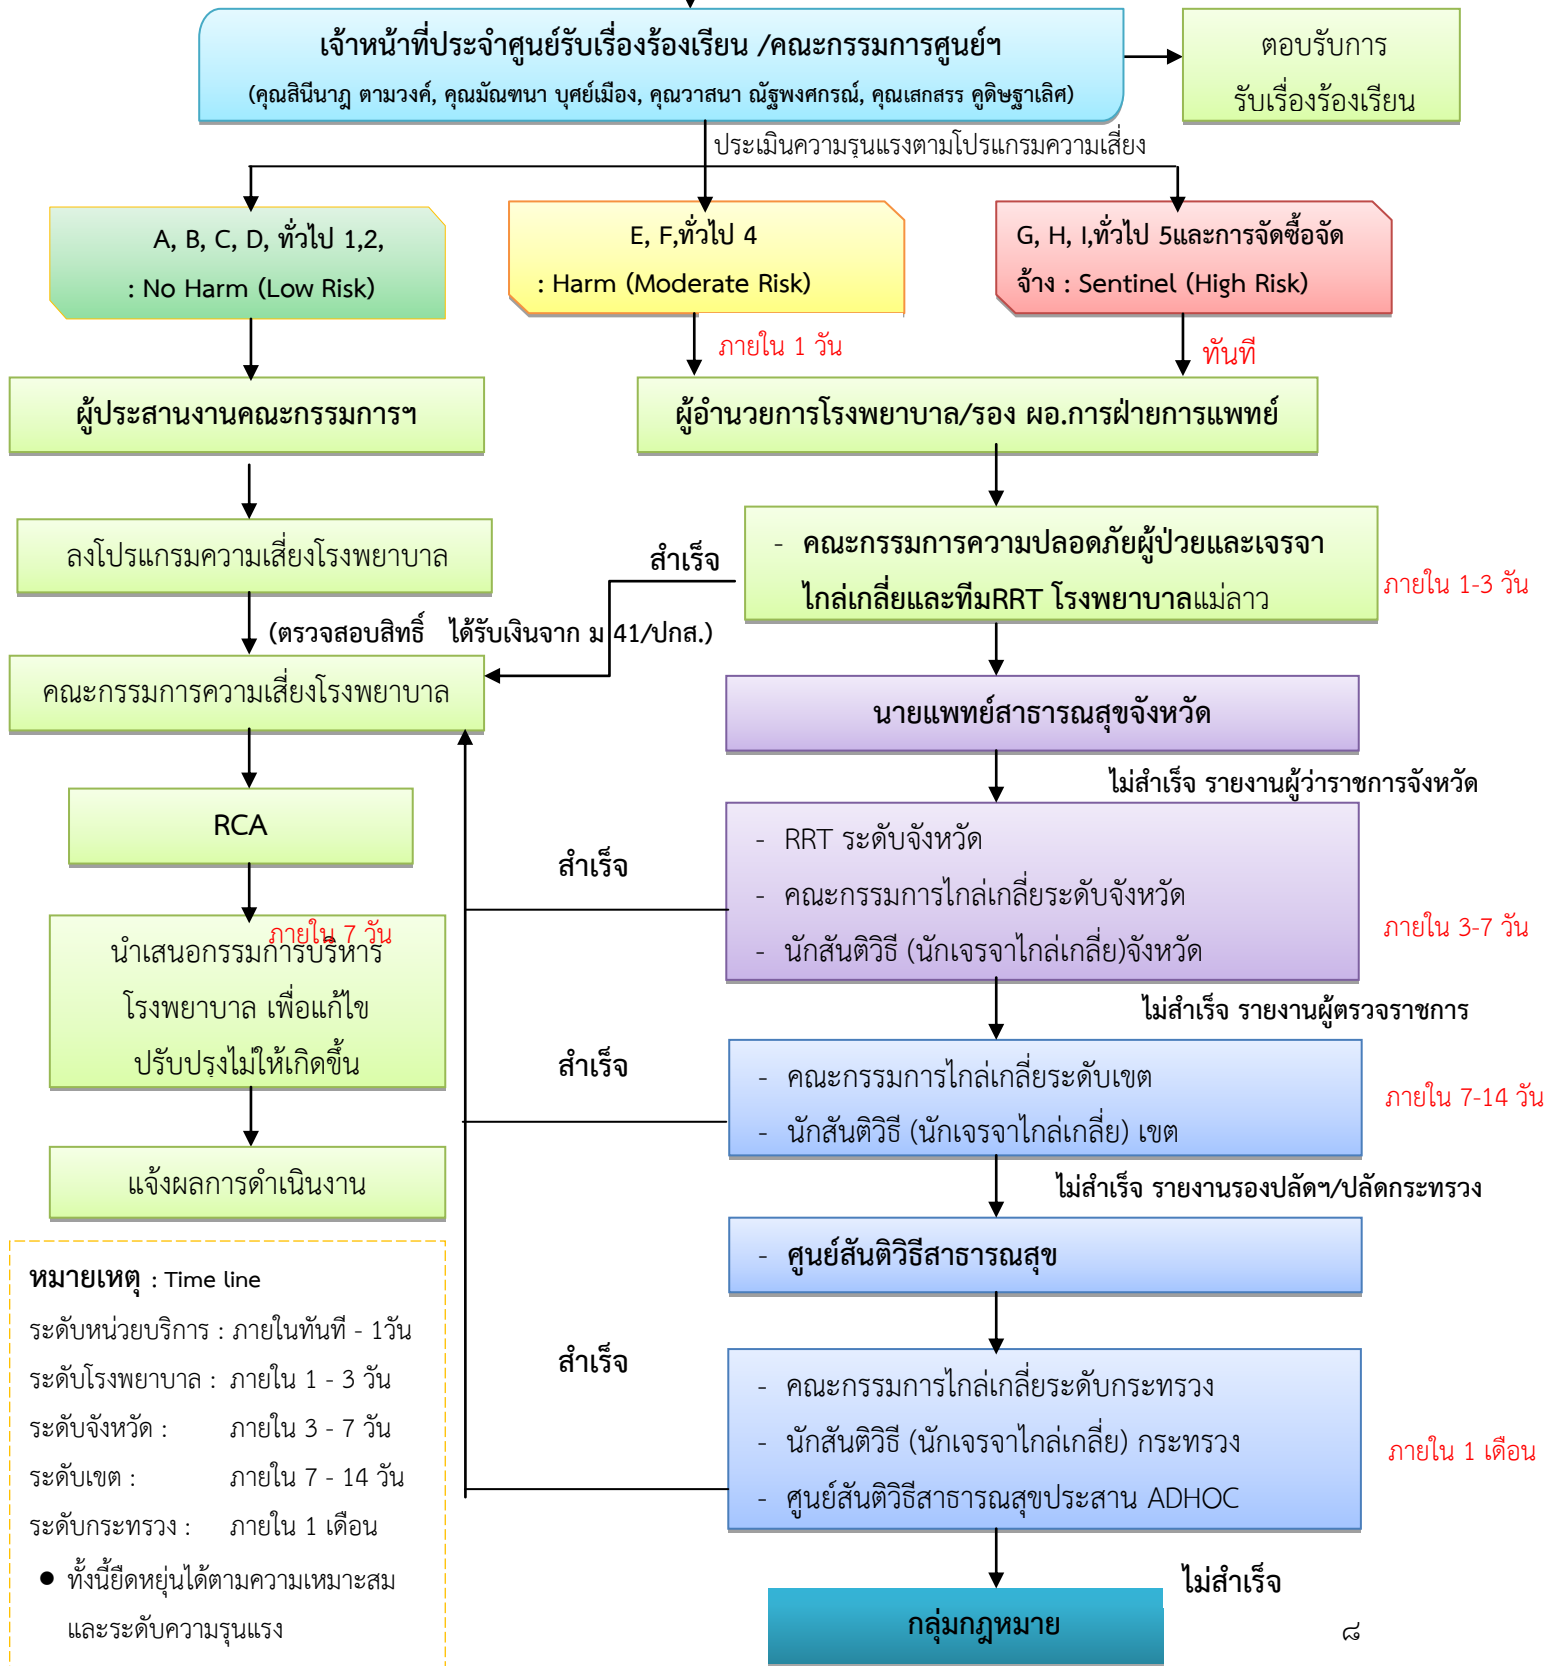 เจ้าหน้าที่ประจำศูนย์รับเรื่องร้องเรียน /คณะกรรมการศูนย์ฯ
(คุณสินีนาฎ ตามวงค์, คุณมัณฑนา บุศย์เมือง, คุณวาสนา ณัฐพงศกรณ์, คุณเสกสรร คูดิษฐาเลิศ)
ตอบรับการ
รับเรื่องร้องเรียน
ประเมินความรุนแรงตามโปรแกรมความเสี่ยง
A, B, C, D, ทั่วไป 1,2,
: No Harm (Low Risk)
E, F,ทั่วไป 4
: Harm (Moderate Risk)
G, H, I,ทั่วไป 5และการจัดซื้อจัด
จ้าง : Sentinel (High Risk)
ภายใน 1 วัน
ทันที
ผู้ประสานงานคณะกรรมการฯ
ผู้อำนวยการโรงพยาบาล/รอง ผอ.การฝ่ายการแพทย์
ลงโปรแกรมความเสี่ยงโรงพยาบาล
สำเร็จ
- คณะกรรมการความปลอดภัยผู้ป่วยและเจรจา
ไกล่เกลี่ยและทีมRRT โรงพยาบาลแม่ลาว
ภายใน 1-3 วัน
(ตรวจสอบสิทธิ์ ได้รับเงินจาก ม 41/ปกส.)
คณะกรรมการความเสี่ยงโรงพยาบาล
นายแพทย์สาธารณสุขจังหวัด
ไม่สำเร็จ รายงานผู้ว่าราชการจังหวัด
RCA
สำเร็จ
- RRT ระดับจังหวัด
- คณะกรรมการไกล่เกลี่ยระดับจังหวัด
- นักสันติวิธี (นักเจรจาไกล่เกลี่ย)จังหวัด
ภายใน 3-7 วัน
ภายใน 7 วัน
นำเสนอกรรมการบริหาร
โรงพยาบาล เพื่อแก้ไข
ปรับปรุงไม่ให้เกิดขึ้น
ไม่สำเร็จ รายงานผู้ตรวจราชการ
สำเร็จ
- คณะกรรมการไกล่เกลี่ยระดับเขต
- นักสันติวิธี (นักเจรจาไกล่เกลี่ย) เขต
ภายใน 7-14 วัน
แจ้งผลการดำเนินงาน
ไม่สำเร็จ รายงานรองปลัดฯ/ปลัดกระทรวง
- ศูนย์สันติวิธีสาธารณสุข
หมายเหตุ : Time line
ระดับหน่วยบริการ : ภายในทันที - 1วัน
ระดับโรงพยาบาล : ภายใน 1 - 3 วัน
ระดับจังหวัด : ภายใน 3 - 7 วัน
ระดับเขต : ภายใน 7 - 14 วัน
ระดับกระทรวง : ภายใน 1 เดือน
● ทั้งนี้ยืดหยุ่นได้ตามความเหมาะสม
และระดับความรุนแรง
สำเร็จ
- คณะกรรมการไกล่เกลี่ยระดับกระทรวง
- นักสันติวิธี (นักเจรจาไกล่เกลี่ย) กระทรวง
- ศูนย์สันติวิธีสาธารณสุขประสาน ADHOC
ภายใน 1 เดือน
ไม่สำเร็จ
กลุ่มกฎหมาย
๘